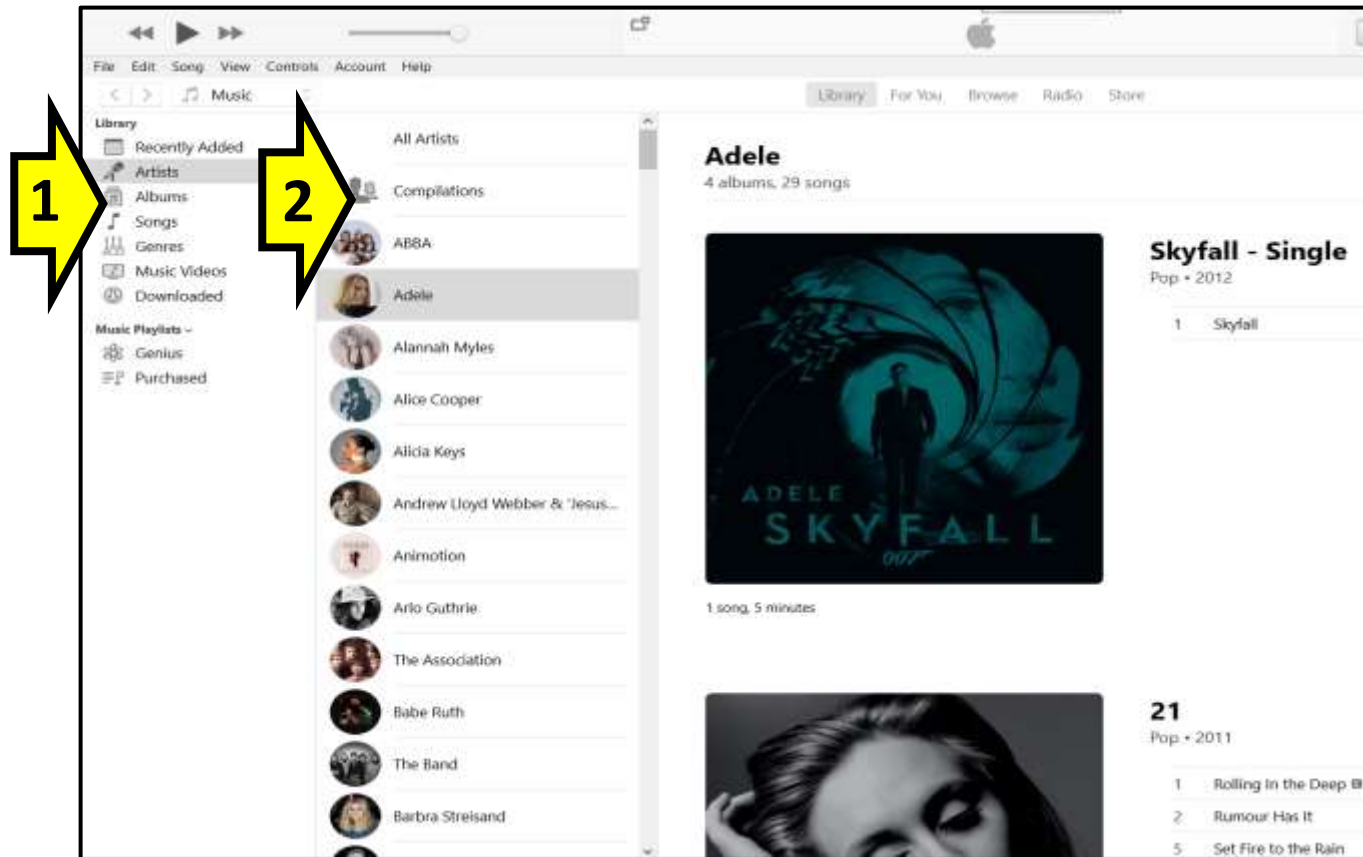 File Edit Song View Controls Account Help
Music
Library For You Browse Radio Store
Library
Recently Added
Artists
Albums
Songs
Genres
Music Videos
Downloaded
Music Playlists
Genius
Purchased
1
2
All Artists
Compilations
ABBA
Adele
Alannah Myles
Alice Cooper
Alicia Keys
Andrew Lloyd Webber & 'Jesus...
Animotion
Arlo Guthrie
The Association
Babe Ruth
The Band
Barbra Streisand
Adele
4 albums, 29 songs
ADELE
SKYFALL
007
1 song, 5 minutes
Skyfall - Single
Pop • 2012
1 Skyfall
21
Pop • 2011
1 Rolling In the Deep
2 Rumour Has It
5 Set Fire to the Rain